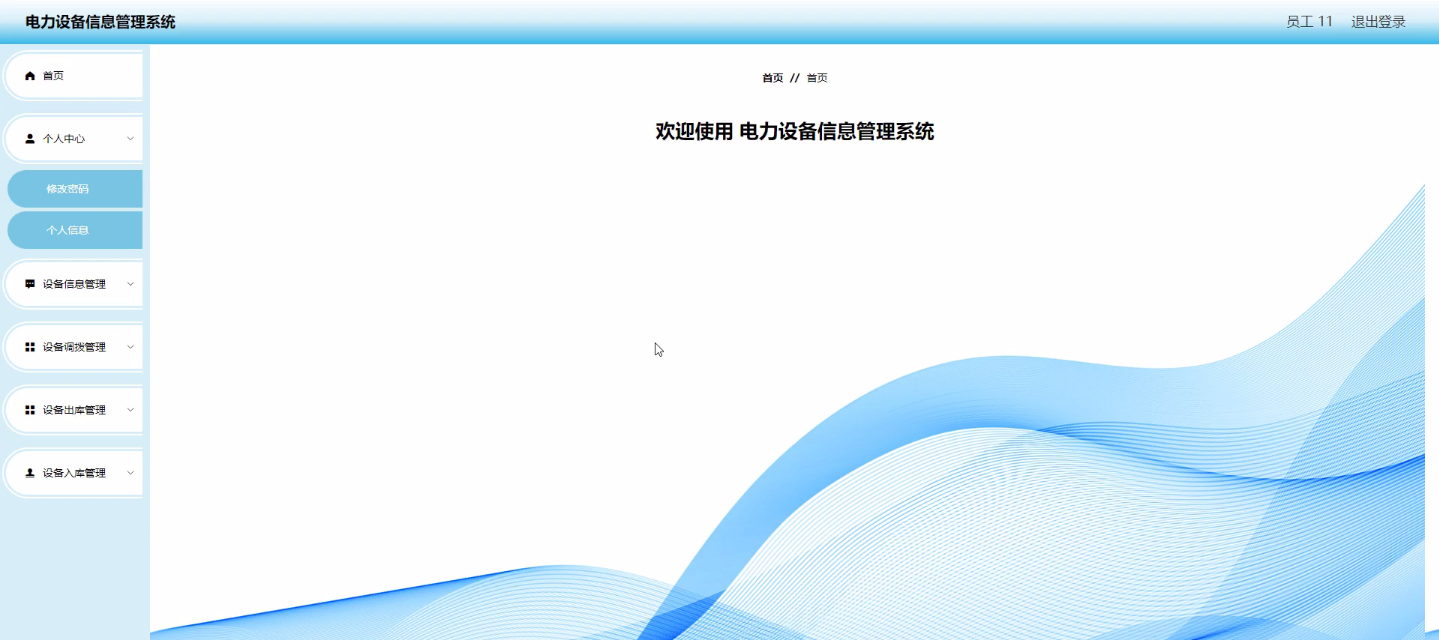 电力设备信息管理系统
员工 11 退出登录
首页
个人中心
修改密码
个人信息
设备信息管理
设备调拨管理
设备出库管理
设备入库管理
首页 // 首页
欢迎使用 电力设备信息管理系统